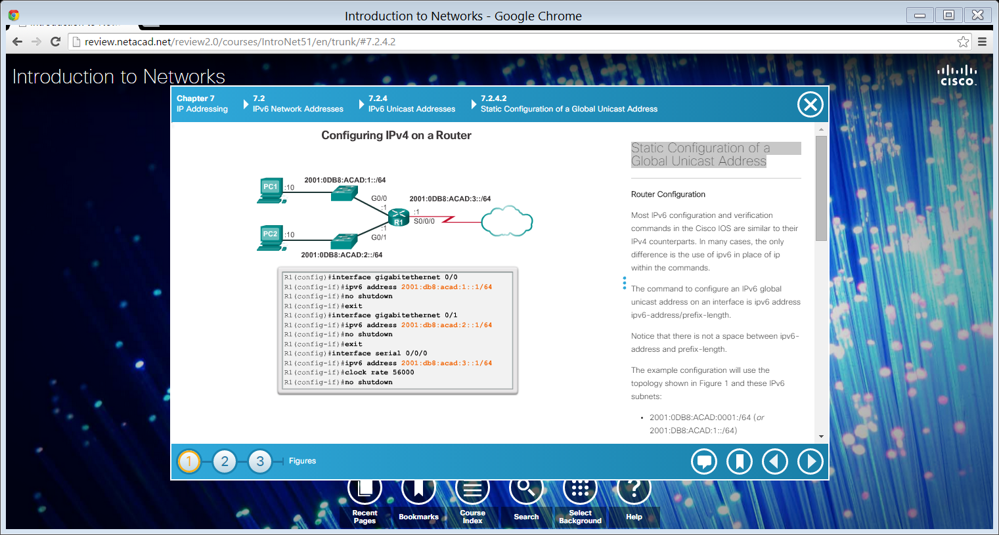 Introduction to Networks - Google Chrome
review.netacad.net/review2.0/courses/IntroNet51/en/trunk/#7.2.4.2
Introduction to Networks
CISCO.
Chapter 7
IP Addressing
7.2
IPv6 Network Addresses
7.2.4
IPv6 Unicast Addresses
7.2.4.2
Static Configuration of a Global Unicast Address
Configuring IPv4 on a Router
2001:0DB8:ACAD:1::/64
PC1
:10
G0/0
:1
2001:0DB8:ACAD:3::/64
:1
S0/0/0
R1
PC2
:10
:1
G0/1
2001:0DB8:ACAD:2::/64
R1(config)#interface gigabitethernet 0/0
R1(config-if)#ipv6 address 2001:db8:acad:1::1/64
R1(config-if)#no shutdown
R1(config-if)#exit
R1(config-if)#interface gigabitethernet 0/1
R1(config-if)#ipv6 address 2001:db8:acad:2::1/64
R1(config-if)#no shutdown
R1(config-if)#exit
R1(config)#interface serial 0/0/0
R1(config-if)#ipv6 address 2001:db8:acad:3::1/64
R1(config-if)#clock rate 56000
R1(config-if)#no shutdown
Static Configuration of a
Global Unicast Address
Router Configuration
Most IPv6 configuration and verification
commands in the Cisco IOS are similar to their
IPv4 counterparts. In many cases, the only
difference is the use of ipv6 in place of ip
within the commands.
The command to configure an IPv6 global
unicast address on an interface is ipv6 address
ipv6-address/prefix-length.
Notice that there is not a space between ipv6-
address and prefix-length.
The example configuration will use the
topology shown in Figure 1 and these IPv6
subnets:
• 2001:0DB8:ACAD:0001:/64 (or
2001:DB8:ACAD:1::/64)
1
2
3
Figures
Recent
Pages
Bookmarks
Course
Index
Search
Select
Background
?
Help